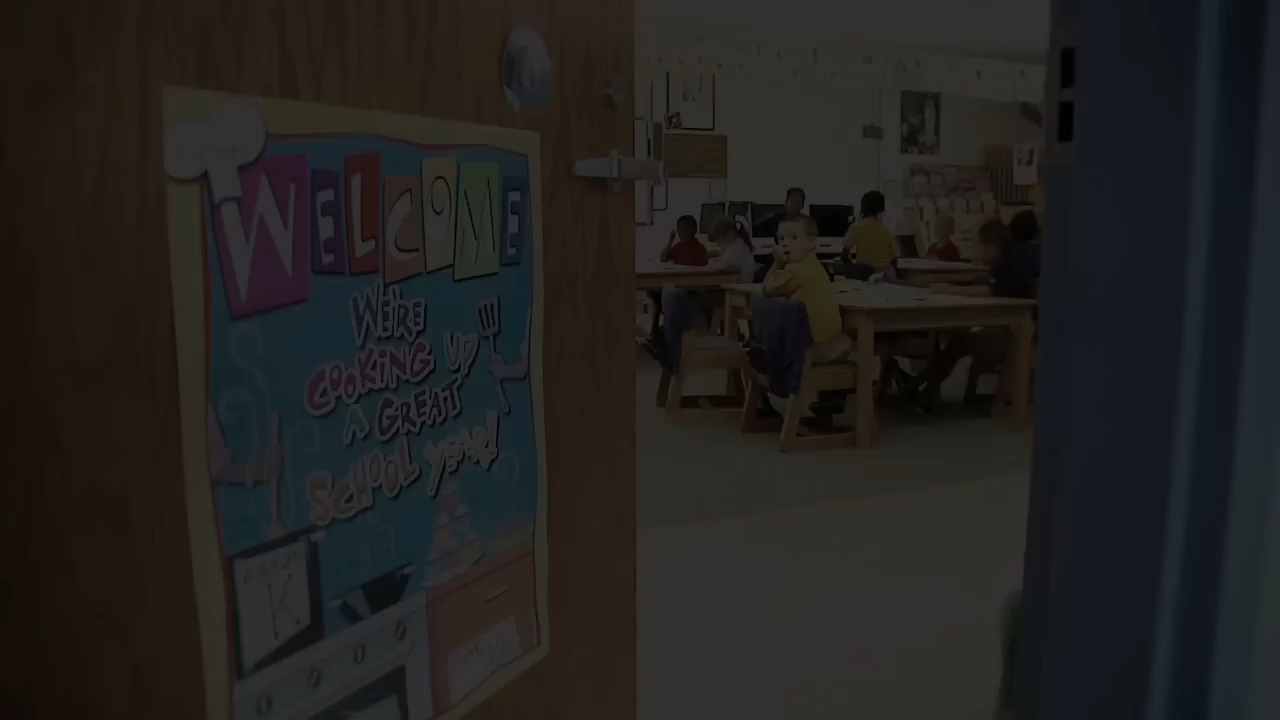 WELCOME
WE'RE
COOKING UP
A GREAT
SCHOOL YEAR!
K